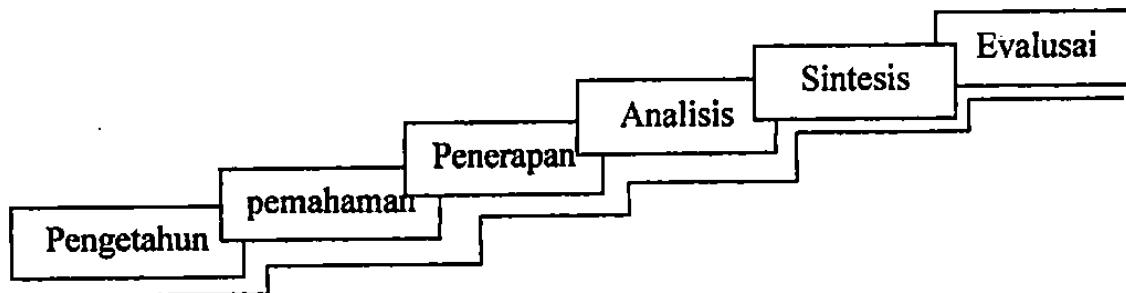 Pengetahun
pemahaman
Penerapan
Analisis
Sintesis
Evalusai